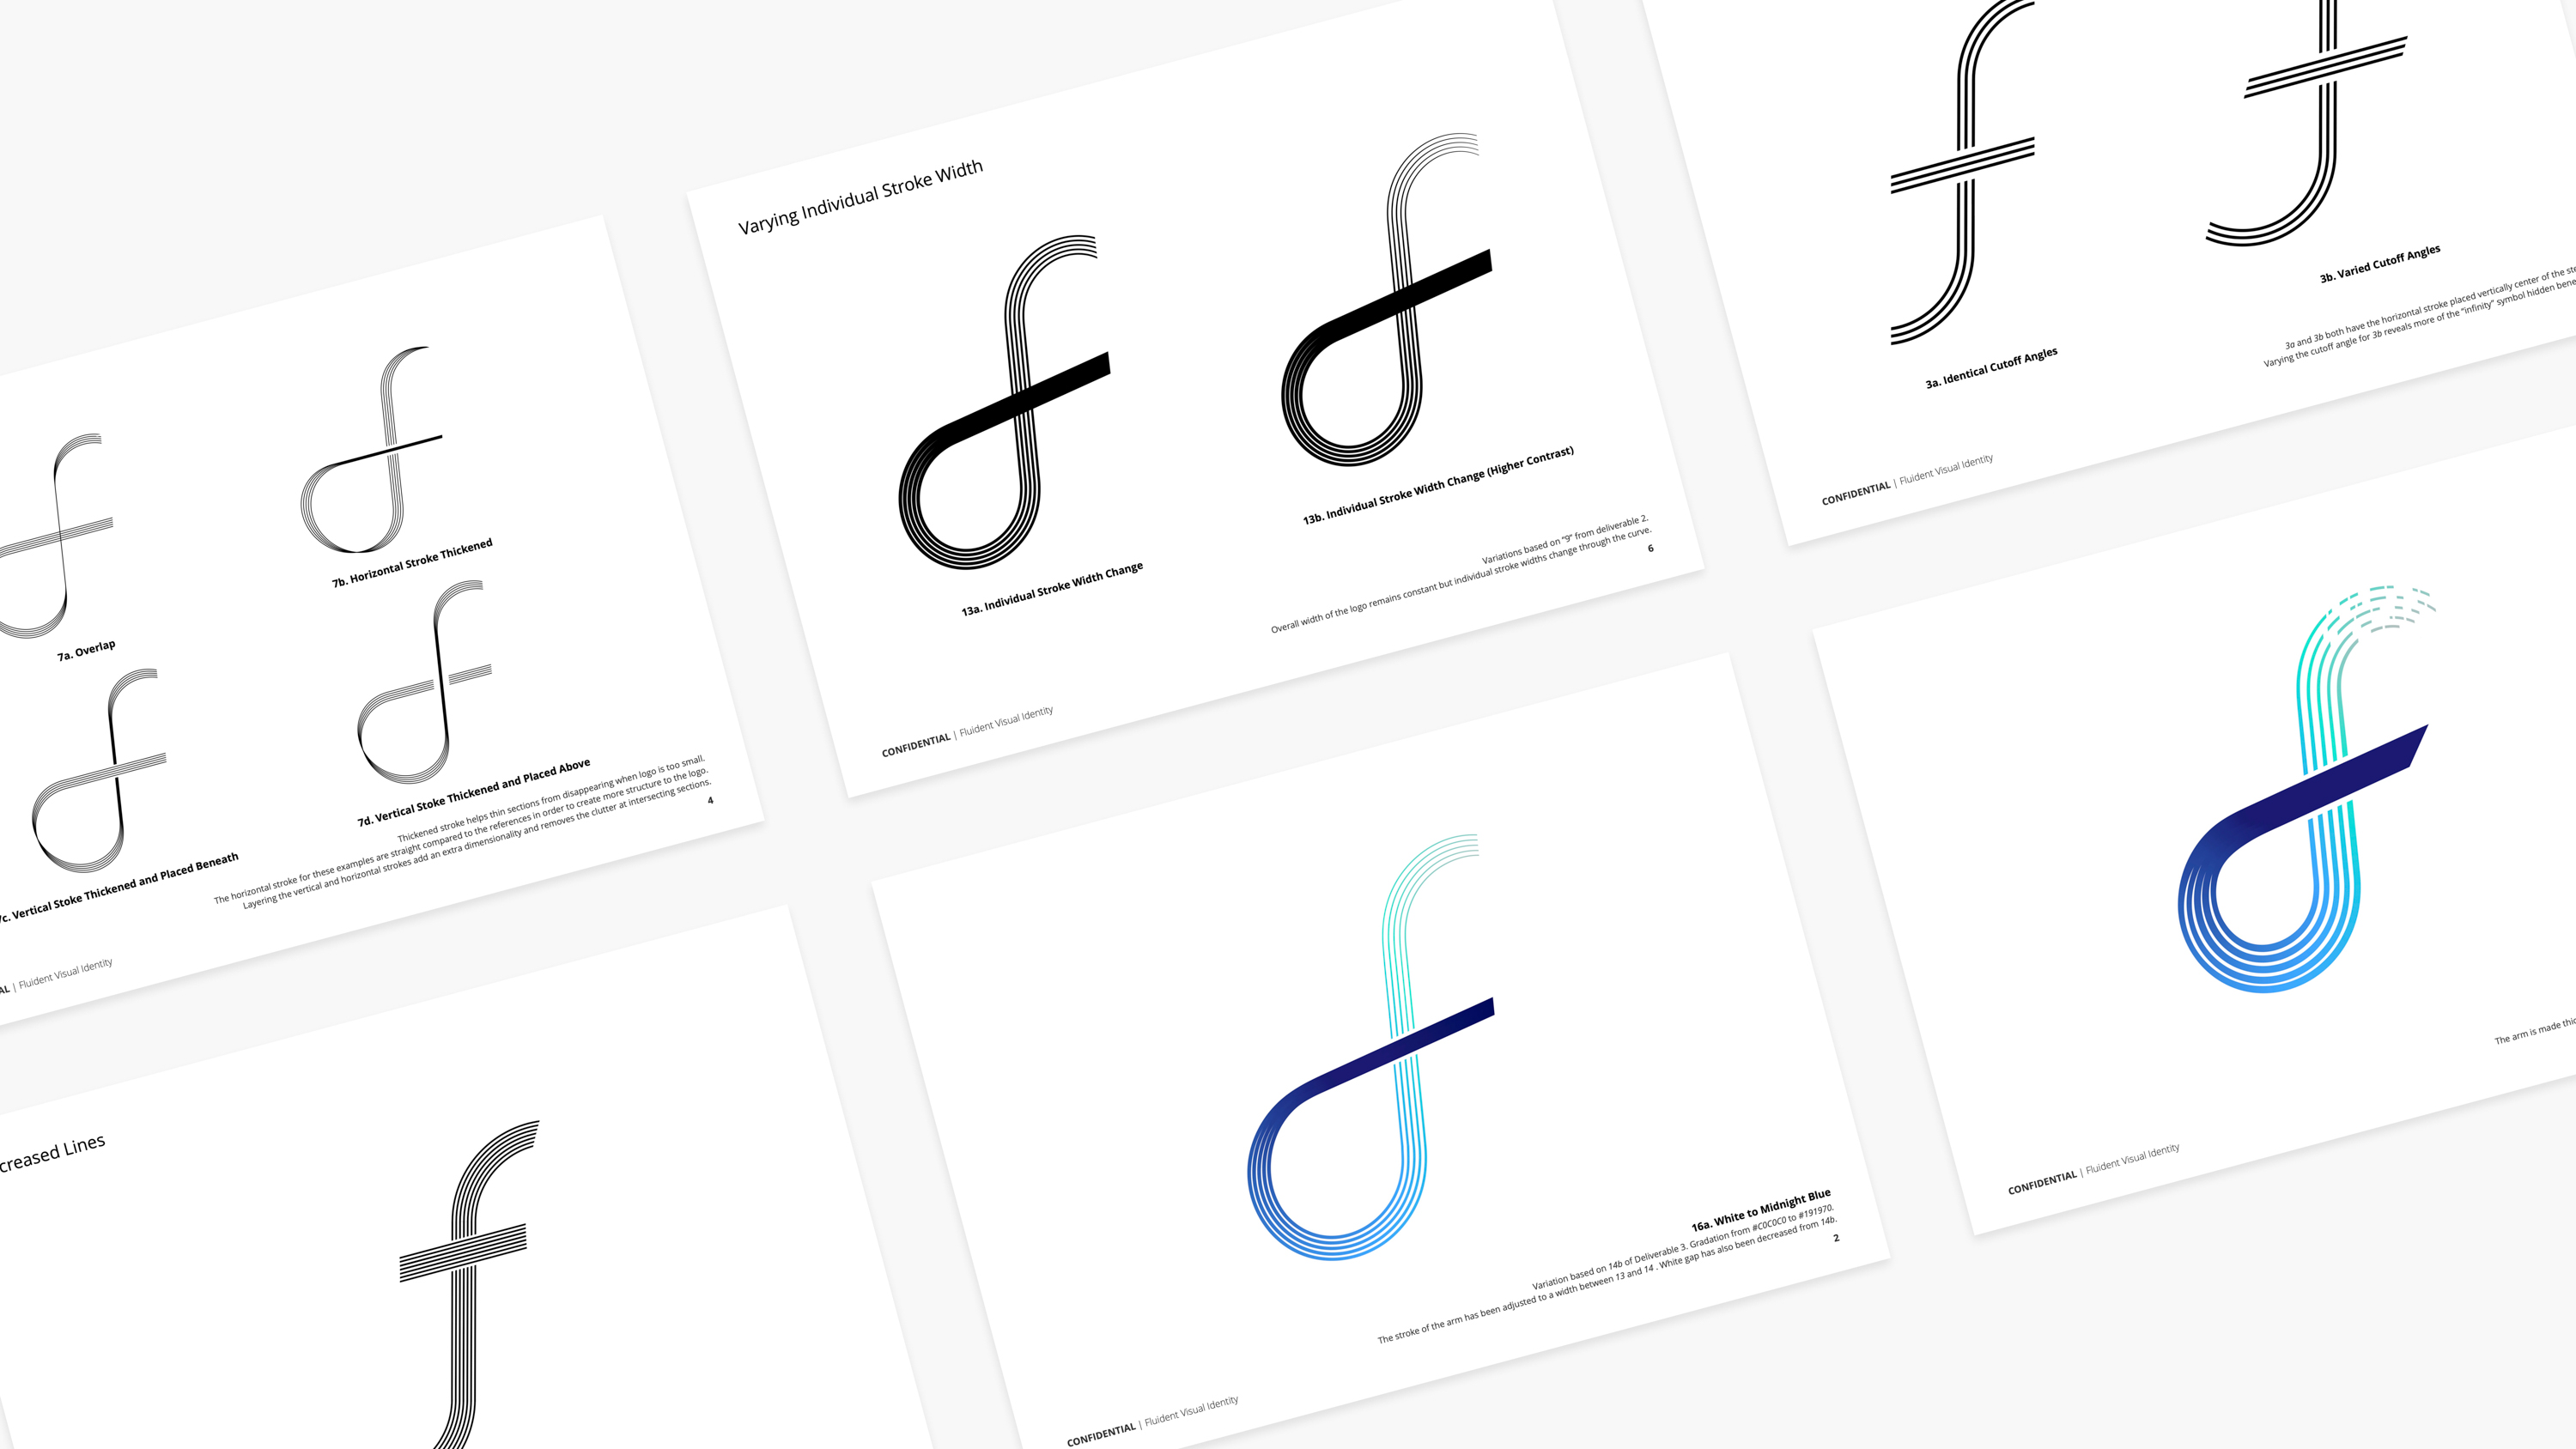 7a. Overlap
7b. Horizontal Stroke Thickened
7c. Vertical Stoke Thickened and Placed Beneath
7d. Vertical Stoke Thickened and Placed Above
Thickened stroke helps thin sections from disappearing when logo is too small.
The horizontal stroke for these examples are straight compared to the references in order to create more structure to the logo.
Layering the vertical and horizontal strokes add an extra dimensionality and removes the clutter at intersecting sections.
4
AL | Fluident Visual Identity
Varying Individual Stroke Width
13a. Individual Stroke Width Change
13b. Individual Stroke Width Change (Higher Contrast)
Variations based on “9” from deliverable 2.
Overall width of the logo remains constant but individual stroke widths change through the curve.
6
CONFIDENTIAL | Fluident Visual Identity
3a. Identical Cutoff Angles
3b. Varied Cutoff Angles
3a and 3b both have the horizontal stroke placed vertically center of the ste
Varying the cutoff angle for 3b reveals more of the “infinity” symbol hidden bene
CONFIDENTIAL | Fluident Visual Identity
creased Lines
16a. White to Midnight Blue
Variation based on 14b of Deliverable 3. Gradation from #C0C0C0 to #191970.
The stroke of the arm has been adjusted to a width between 13 and 14 . White gap has also been decreased from 14b.
2
CONFIDENTIAL | Fluident Visual Identity
The arm is made thic
CONFIDENTIAL | Fluident Visual Identity